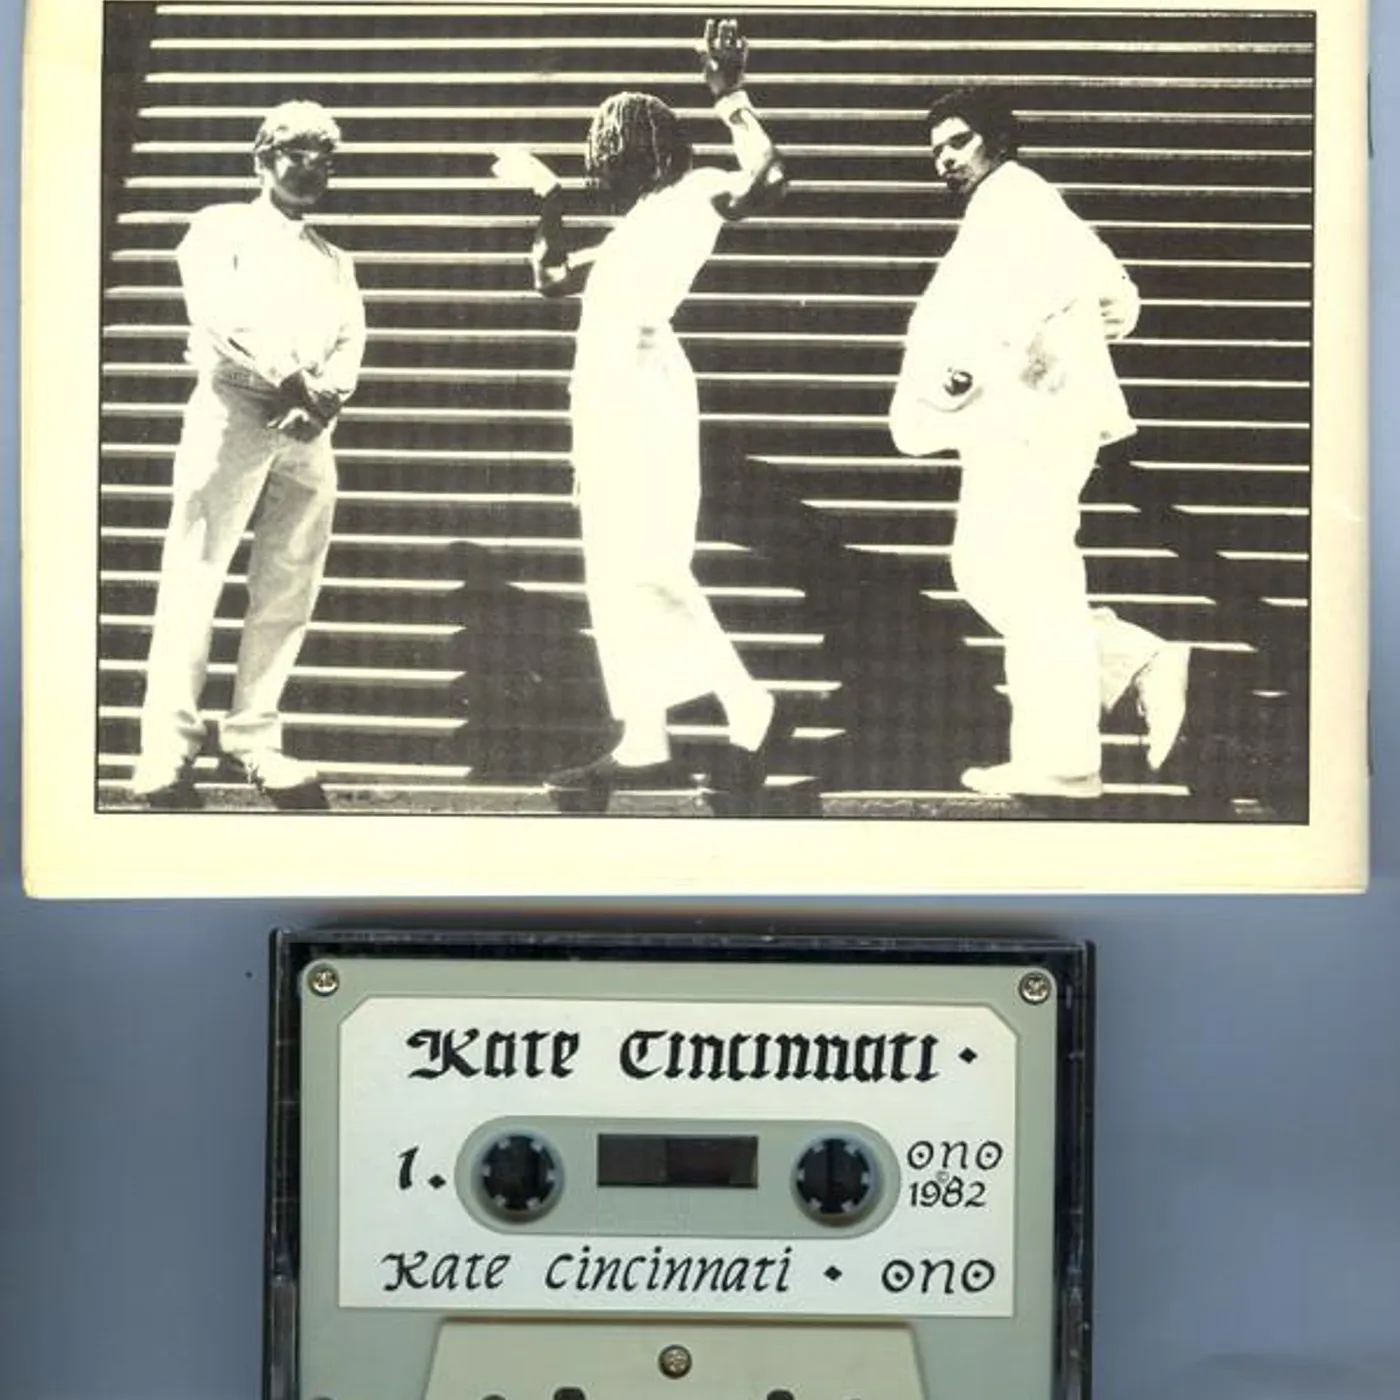 Kate Cincinnati •
1.
ono
©
1982
Kate Cincinnati • ono